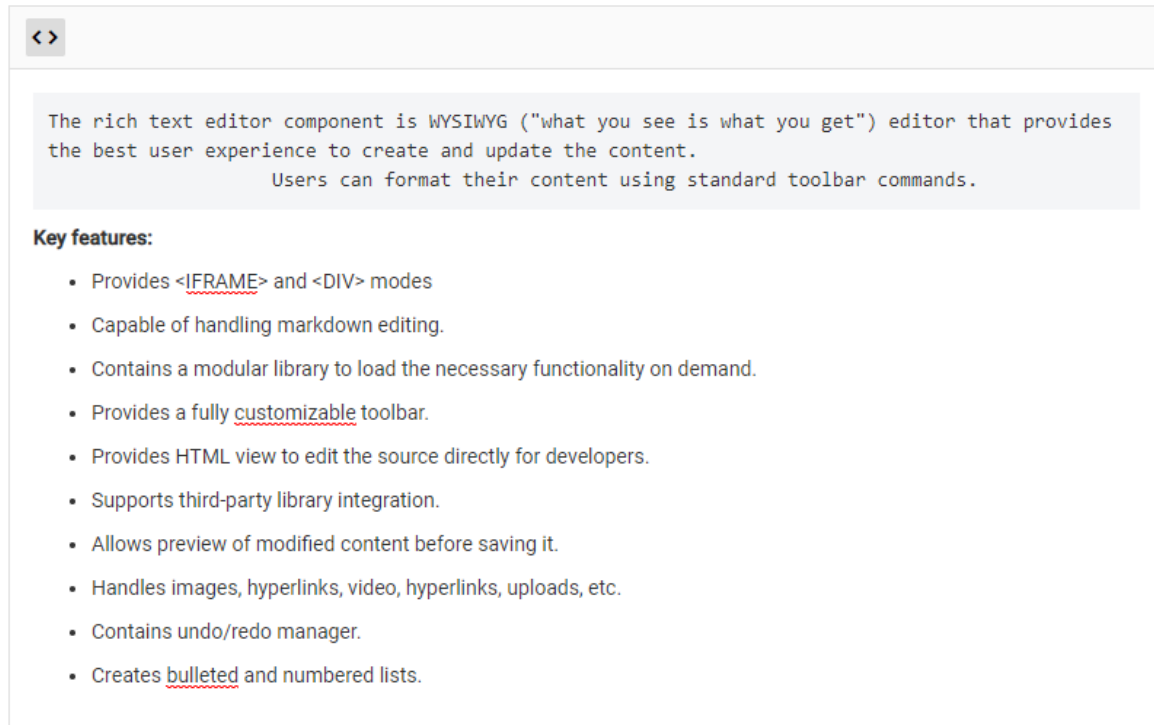 < >
The rich text editor component is WYSIWYG ("what you see is what you get") editor that provides
the best user experience to create and update the content.
Users can format their content using standard toolbar commands.
Key features:
• Provides <IFRAME> and <DIV> modes
• Capable of handling markdown editing.
• Contains a modular library to load the necessary functionality on demand.
• Provides a fully customizable toolbar.
• Provides HTML view to edit the source directly for developers.
• Supports third-party library integration.
• Allows preview of modified content before saving it.
• Handles images, hyperlinks, video, hyperlinks, uploads, etc.
• Contains undo/redo manager.
• Creates bulleted and numbered lists.